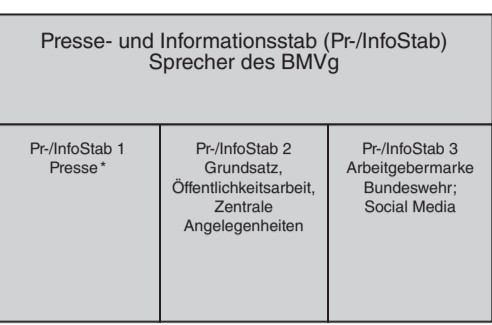 Presse- und Informationsstab (Pr-/InfoStab)
Sprecher des BMVg
Pr-/InfoStab 1
Presse*
Pr-/InfoStab 2
Grundsatz,
Öffentlichkeitsarbeit,
Zentrale
Angelegenheiten
Pr-/InfoStab 3
Arbeitgebermarke
Bundeswehr;
Social Media